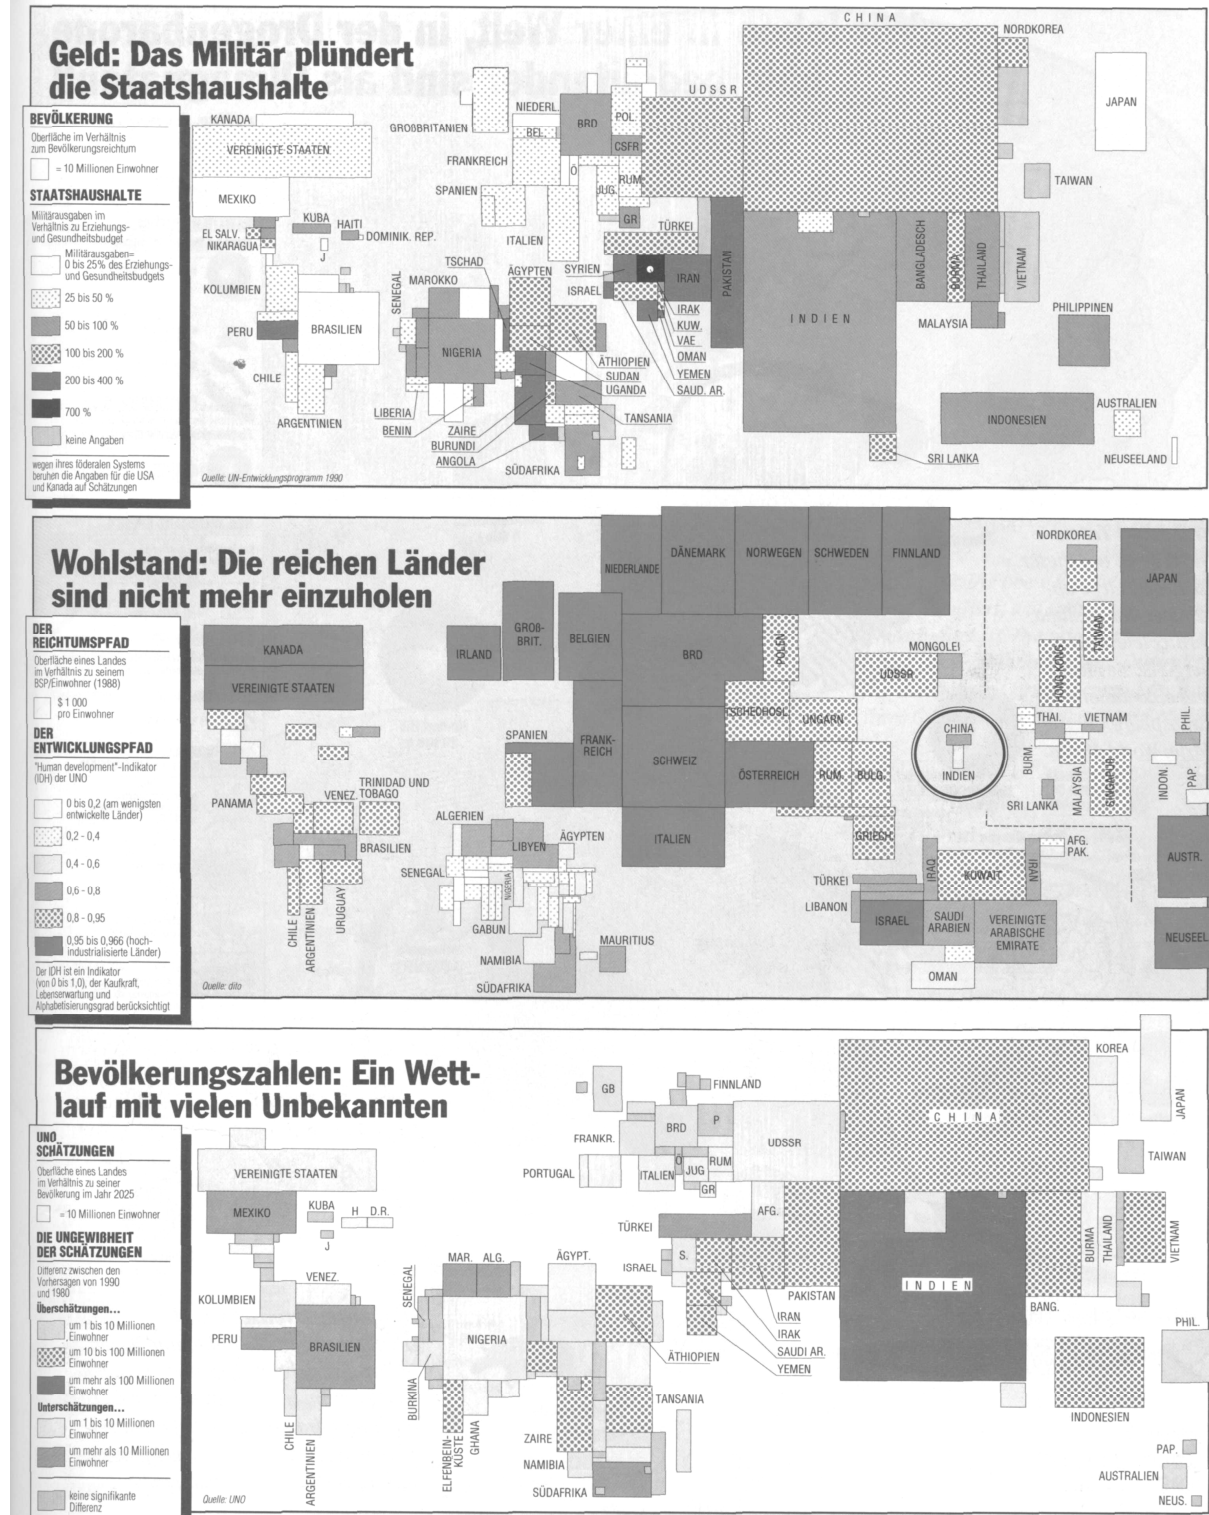 Geld: Das Militär plündert
die Staatshaushalte
BEVÖLKERUNG
Oberfläche im Verhältnis
zum Bevölkerungsreichtum
= 10 Millionen Einwohner
STAATSHAUSHALTE
Militärausgaben im
Verhältnis zu Erziehungs-
und Gesundheitsbudget
Militärausgaben=
0 bis 25% des Erziehungs-
und Gesundheitsbudgets
25 bis 50 %
50 bis 100 %
100 bis 200 %
200 bis 400 %
700 %
keine Angaben
wegen ihres föderalen Systems
beruhen die Angaben für die USA
und Kanada auf Schätzungen
KANADA
VEREINIGTE STAATEN
MEXIKO
EL SALV.
NIKARAGUA
KUBA
HAITI
DOMINIK. REP.
J
KOLUMBIEN
PERU
BRASILIEN
CHILE
ARGENTINIEN
GROßBRITANIEN
NIEDERL.
BEL.
BRD
POL.
CSFR
FRANKREICH
Ö
JUG.
RUM.
SPANIEN
ITALIEN
GR
TÜRKEI
UDSSR
CHINA
NORDKOREA
JAPAN
TAIWAN
TSCHAD
ÄGYPTEN
SYRIEN
ISRAEL
IRAN
PAKISTAN
SENEGAL
MAROKKO
NIGERIA
IRAK
KUW.
VAE
OMAN
YEMEN
SAUD. AR.
ÄTHIOPIEN
SUDAN
UGANDA
TANSANIA
LIBERIA
BENIN
ZAIRE
BURUNDI
ANGOLA
SÜDAFRIKA
INDIEN
BANGLADESCH
BURMA
THAILAND
VIETNAM
MALAYSIA
PHILIPPINEN
INDONESIEN
AUSTRALIEN
SRI LANKA
NEUSEELAND
Quelle: UN-Entwicklungsprogramm 1990
Wohlstand: Die reichen Länder
sind nicht mehr einzuholen
DER
REICHTUMSPFAD
Oberfläche eines Landes
im Verhältnis zu seinem
BSP/Einwohner (1988)
$ 1 000
pro Einwohner
DER
ENTWICKLUNGSPFAD
"Human development"-Indikator
(IDH) der UNO
0 bis 0,2 (am wenigsten
entwickelte Länder)
0,2 - 0,4
0,4 - 0,6
0,6 - 0,8
0,8 - 0,95
0,95 bis 0,966 (hoch-
industrialisierte Länder)
Der IDH ist ein Indikator
(von 0 bis 1,0), der Kaufkraft,
Lebenserwartung und
Alphabetisierungsgrad berücksichtigt
KANADA
VEREINIGTE STAATEN
PANAMA
VENEZ.
TRINIDAD UND
TOBAGO
BRASILIEN
CHILE
ARGENTINIEN
URUGUAY
IRLAND
GROß-
BRIT.
BELGIEN
NIEDERLANDE
DÄNEMARK
NORWEGEN
SCHWEDEN
FINNLAND
BRD
POLEN
TSCHECHOSL.
UNGARN
SPANIEN
FRANK-
REICH
SCHWEIZ
ÖSTERREICH
RUM.
BULG.
ITALIEN
GRIECH.
UDSSR
MONGOLEI
CHINA
INDIEN
NORDKOREA
JAPAN
TAIWAN
HONGKONG
THAI.
VIETNAM
BURM.
SRI LANKA
MALAYSIA
SINGAPUR
PHIL.
INDON.
PAP.
AUSTR.
NEUSEEL
AFG.
PAK.
IRAQ
KUWAIT
IRAN
TÜRKEI
LIBANON
ISRAEL
SAUDI
ARABIEN
VEREINIGTE
ARABISCHE
EMIRATE
OMAN
ALGERIEN
LIBYEN
ÄGYPTEN
SENEGAL
NIGERIA
GABUN
NAMIBIA
SÜDAFRIKA
MAURITIUS
Quelle: dito
Bevölkerungszahlen: Ein Wett-
lauf mit vielen Unbekannten
UNO
SCHÄTZUNGEN
Oberfläche eines Landes
im Verhältnis zu seiner
Bevölkerung im Jahr 2025
= 10 Millionen Einwohner
DIE UNGEWIßHEIT
DER SCHÄTZUNGEN
Differenz zwischen den
Vorhersagen von 1990
und 1980
Überschätzungen...
um 1 bis 10 Millionen
Einwohner
um 10 bis 100 Millionen
Einwohner
um mehr als 100 Millionen
Einwohner
Unterschätzungen...
um 1 bis 10 Millionen
Einwohner
um mehr als 10 Millionen
Einwohner
keine signifikante
Differenz
VEREINIGTE STAATEN
MEXIKO
KUBA
H
D.R.
J
VENEZ.
KOLUMBIEN
PERU
BRASILIEN
CHILE
ARGENTINIEN
GB
FINNLAND
FRANKR.
BRD
P
UDSSR
PORTUGAL
ITALIEN
Ö
JUG
RUM
GR
TÜRKEI
AFG.
ISRAEL
S.
MAR.
ALG.
ÄGYPT.
SENEGAL
NIGERIA
BURKINA
ELFENBEIN-
KÜSTE
GHANA
ZAIRE
NAMIBIA
SÜDAFRIKA
TANSANIA
ÄTHIOPIEN
PAKISTAN
IRAN
IRAK
SAUDI AR.
YEMEN
CHINA
INDIEN
KOREA
JAPAN
TAIWAN
BURMA
THAILAND
VIETNAM
BANG.
PHIL.
INDONESIEN
PAP.
AUSTRALIEN
NEUS.
Quelle: UNO